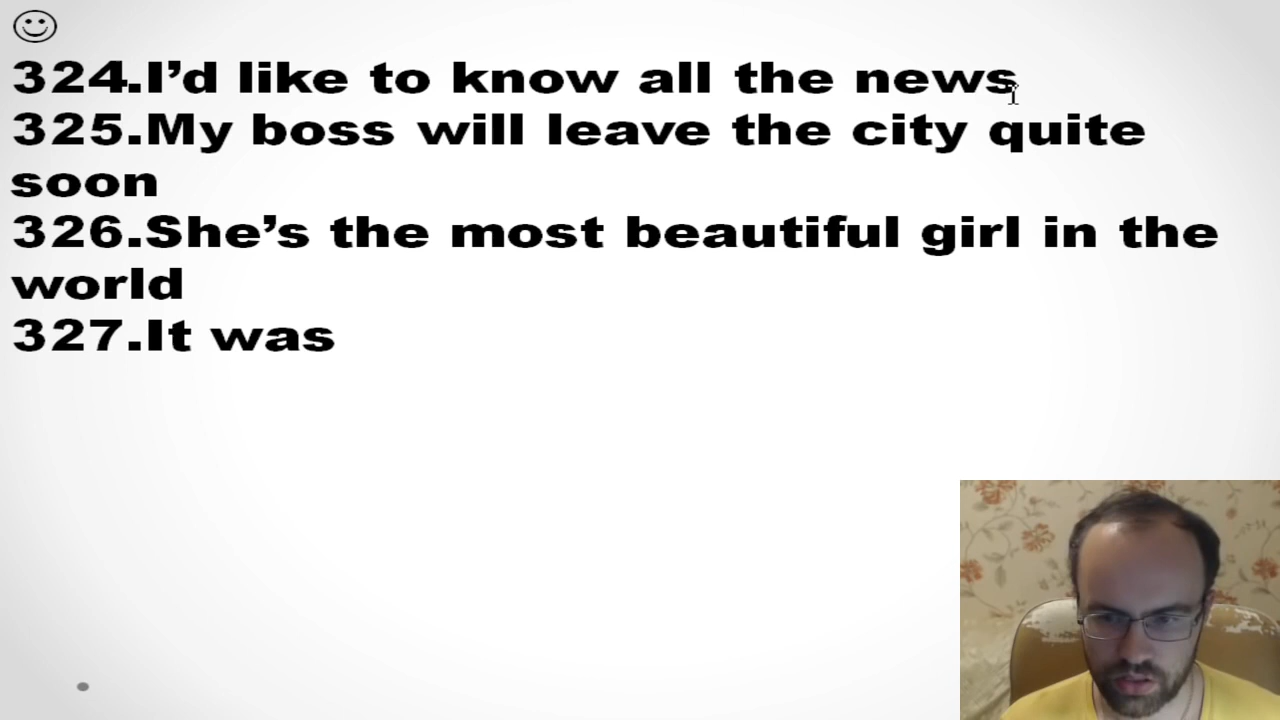 324.I’d like to know all the news
325.My boss will leave the city quite
soon
326.She’s the most beautiful girl in the
world
327.It was